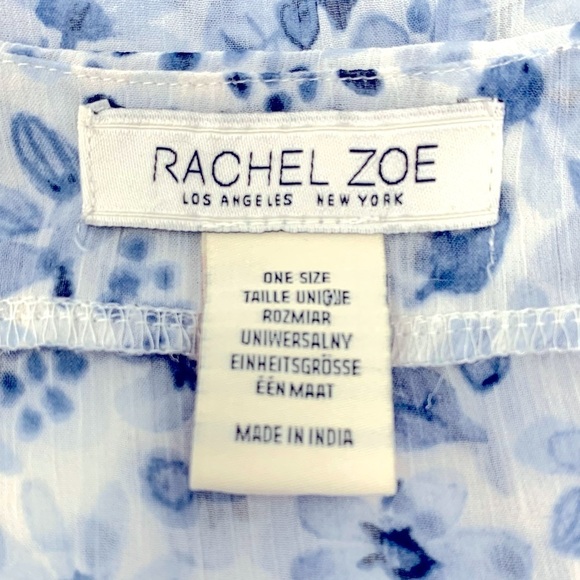 RACHEL ZOE
LOS ANGELES NEW YORK
ONE SIZE
TAILLE UNIQUE
ROZMIAR
UNIWERSALNY
EINHEITSGRÖSSE
ÉÉN MAAT
MADE IN INDIA